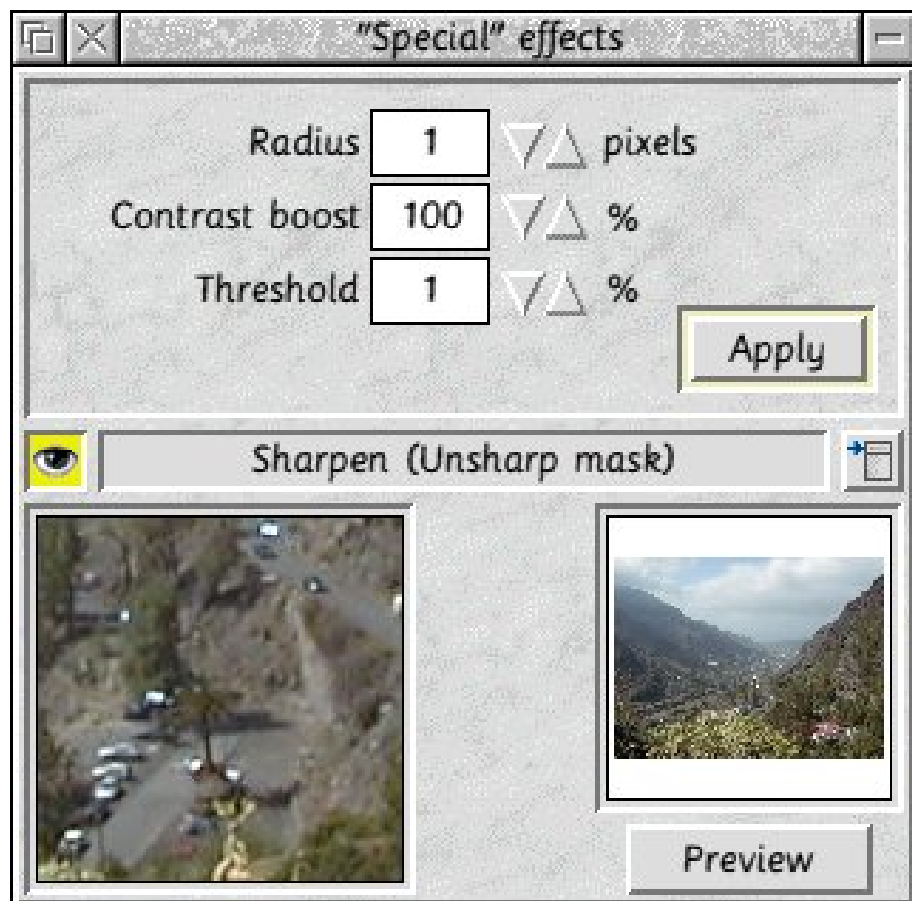 "Special" effects
Radius 1 pixels
Contrast boost 100 %
Threshold 1 %
Apply
Sharpen (Unsharp mask)
Preview